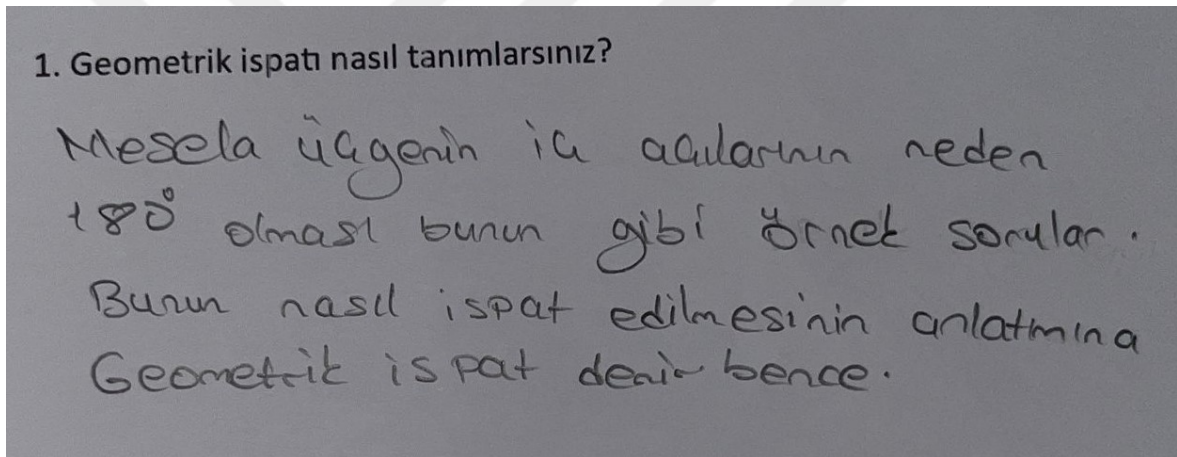 1. Geometrik ispatı nasıl tanımlarsınız?
Mesela üçgenin iç açılarının neden
180° olması bunun gibi örnek sorular.
Bunun nasıl ispat edilmesinin anlatmına
Geometrik ispat denir bence.